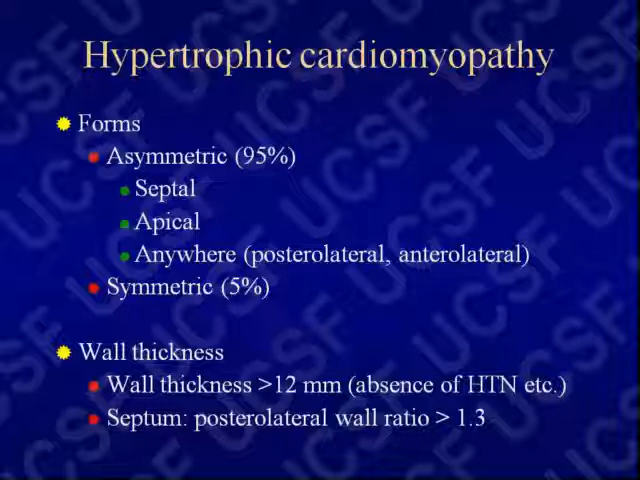 Hypertrophic cardiomyopathy
Forms
Asymmetric (95%)
Septal
Apical
Anywhere (posterolateral, anterolateral)
Symmetric (5%)
Wall thickness
Wall thickness >12 mm (absence of HTN etc.)
Septum: posterolateral wall ratio > 1.3
UCSF